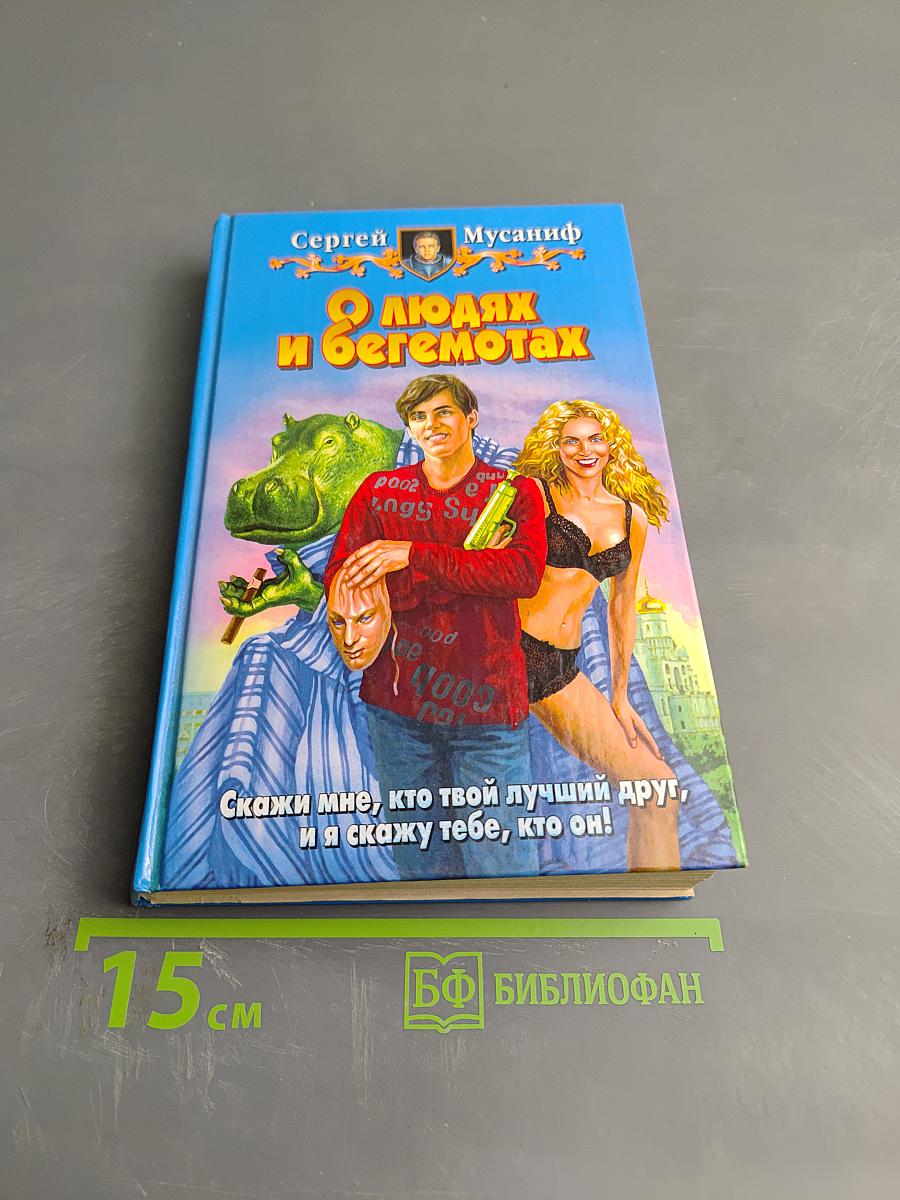 Сергей Мусаниф
О людях
и бегемотах
Скажи мне, кто твой лучший друг,
и я скажу тебе, кто он!
15 см
БФ БИБЛИОФАН